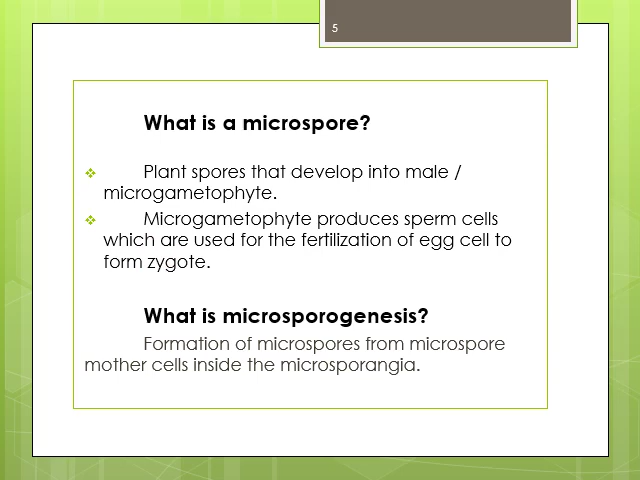 5
What is a microspore?
Plant spores that develop into male /
microgametophyte.
Microgametophyte produces sperm cells
which are used for the fertilization of egg cell to
form zygote.
What is microsporogenesis?
Formation of microspores from microspore
mother cells inside the microsporangia.